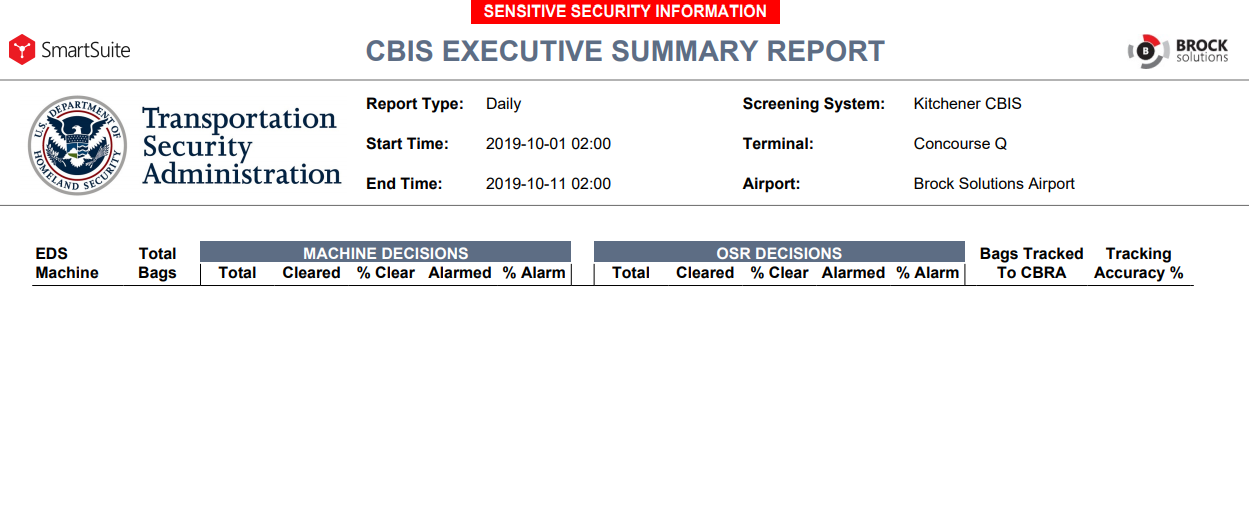 SENSITIVE SECURITY INFORMATION
SmartSuite
CBIS EXECUTIVE SUMMARY REPORT
B BROCK
solutions
U.S. DEPARTMENT OF
HOMELAND SECURITY
Transportation
Security
Administration
Report Type: Daily
Screening System: Kitchener CBIS
Start Time: 2019-10-01 02:00
Terminal: Concourse Q
End Time: 2019-10-11 02:00
Airport: Brock Solutions Airport
EDS Total MACHINE DECISIONS OSR DECISIONS Bags Tracked Tracking
Machine Bags Total Cleared % Clear Alarmed % Alarm Total Cleared % Clear Alarmed % Alarm To CBRA Accuracy %